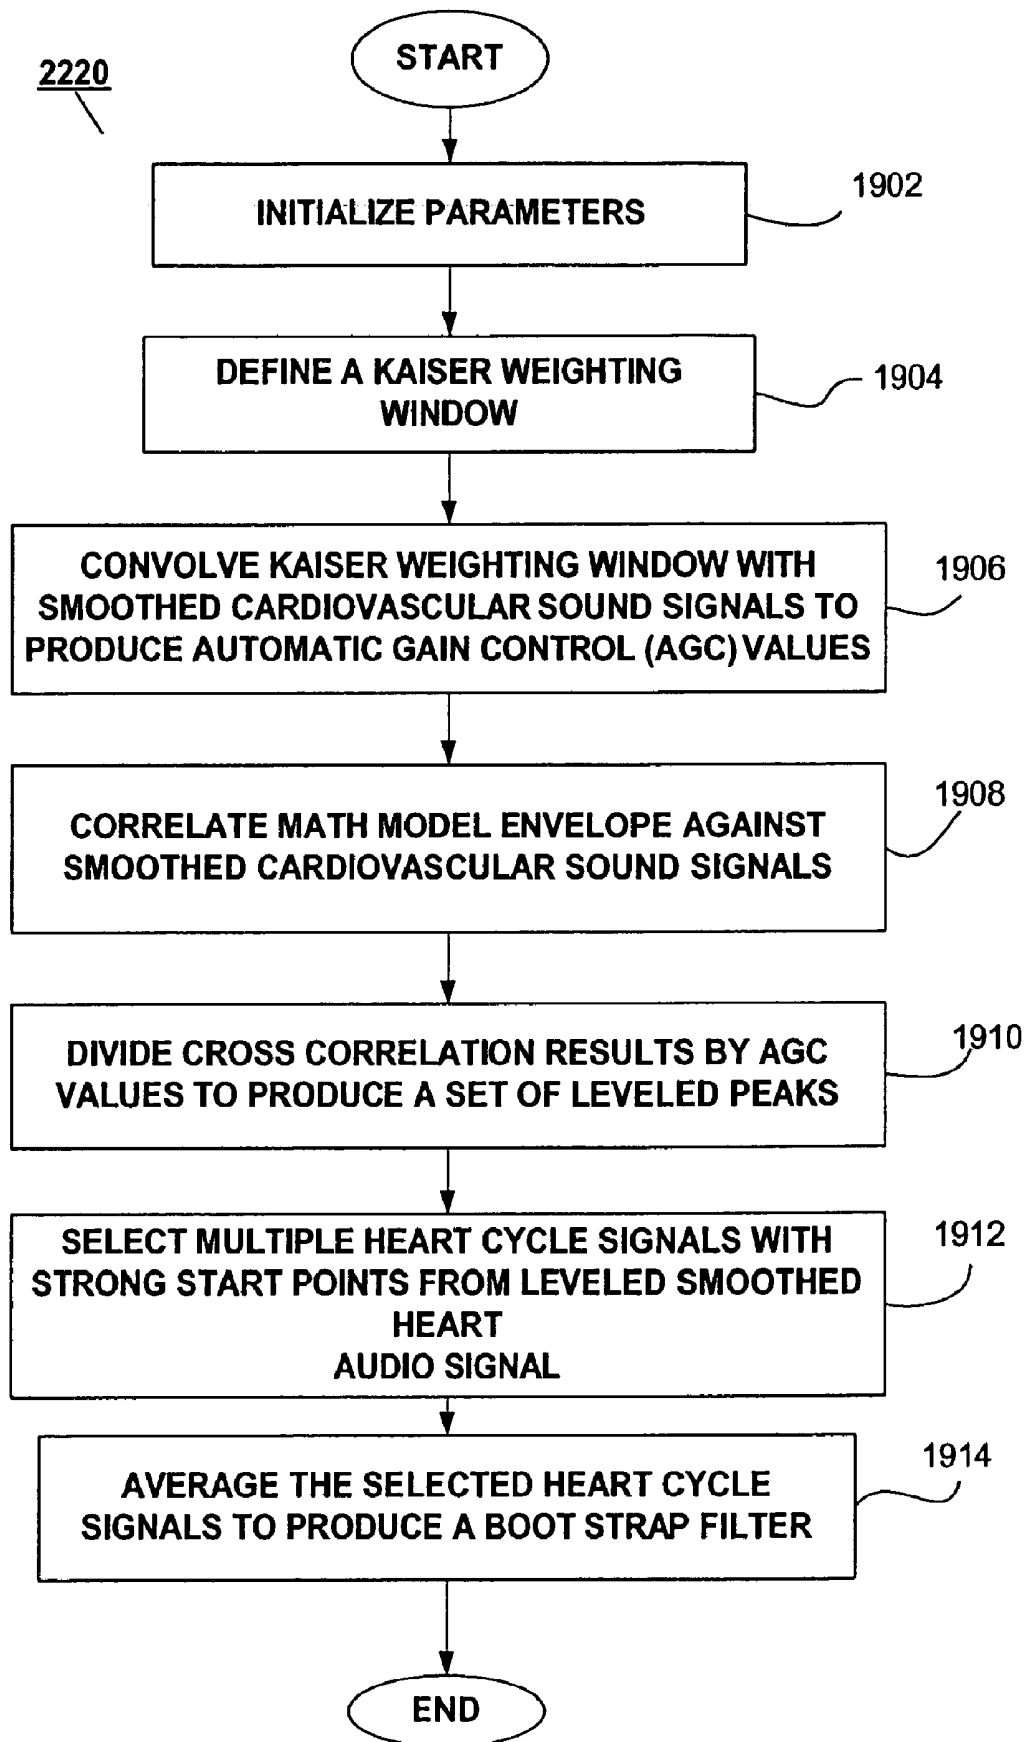 START
2220
INITIALIZE PARAMETERS
1902
DEFINE A KAISER WEIGHTING
WINDOW
1904
CONVOLVE KAISER WEIGHTING WINDOW WITH
SMOOTHED CARDIOVASCULAR SOUND SIGNALS TO
PRODUCE AUTOMATIC GAIN CONTROL (AGC) VALUES
1906
CORRELATE MATH MODEL ENVELOPE AGAINST
SMOOTHED CARDIOVASCULAR SOUND SIGNALS
1908
DIVIDE CROSS CORRELATION RESULTS BY AGC
VALUES TO PRODUCE A SET OF LEVELED PEAKS
1910
SELECT MULTIPLE HEART CYCLE SIGNALS WITH
STRONG START POINTS FROM LEVELED SMOOTHED
HEART
AUDIO SIGNAL
1912
AVERAGE THE SELECTED HEART CYCLE
SIGNALS TO PRODUCE A BOOT STRAP FILTER
1914
END